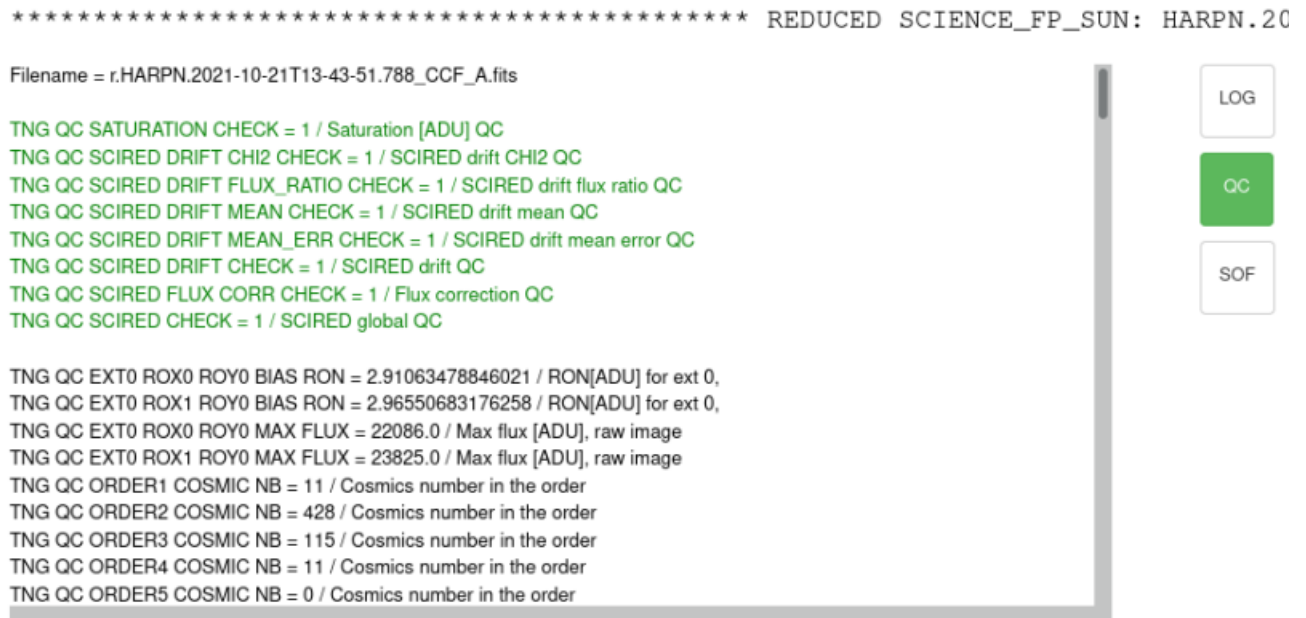 ******************************************** REDUCED SCIENCE_FP_SUN: HARPN.20
Filename = r.HARPN.2021-10-21T13-43-51.788_CCF_A.fits
TNG QC SATURATION CHECK = 1 / Saturation [ADU] QC
TNG QC SCIRED DRIFT CHI2 CHECK = 1 / SCIRED drift CHI2 QC
TNG QC SCIRED DRIFT FLUX_RATIO CHECK = 1 / SCIRED drift flux ratio QC
TNG QC SCIRED DRIFT MEAN CHECK = 1 / SCIRED drift mean QC
TNG QC SCIRED DRIFT MEAN_ERR CHECK = 1 / SCIRED drift mean error QC
TNG QC SCIRED DRIFT CHECK = 1 / SCIRED drift QC
TNG QC SCIRED FLUX CORR CHECK = 1 / Flux correction QC
TNG QC SCIRED CHECK = 1 / SCIRED global QC
TNG QC EXT0 ROX0 ROY0 BIAS RON = 2.91063478846021 / RON[ADU] for ext 0,
TNG QC EXT0 ROX1 ROY0 BIAS RON = 2.96550683176258 / RON[ADU] for ext 0,
TNG QC EXT0 ROX0 ROY0 MAX FLUX = 22086.0 / Max flux [ADU], raw image
TNG QC EXT0 ROX1 ROY0 MAX FLUX = 23825.0 / Max flux [ADU], raw image
TNG QC ORDER1 COSMIC NB = 11 / Cosmics number in the order
TNG QC ORDER2 COSMIC NB = 428 / Cosmics number in the order
TNG QC ORDER3 COSMIC NB = 115 / Cosmics number in the order
TNG QC ORDER4 COSMIC NB = 11 / Cosmics number in the order
TNG QC ORDER5 COSMIC NB = 0 / Cosmics number in the order
LOG
QC
SOF